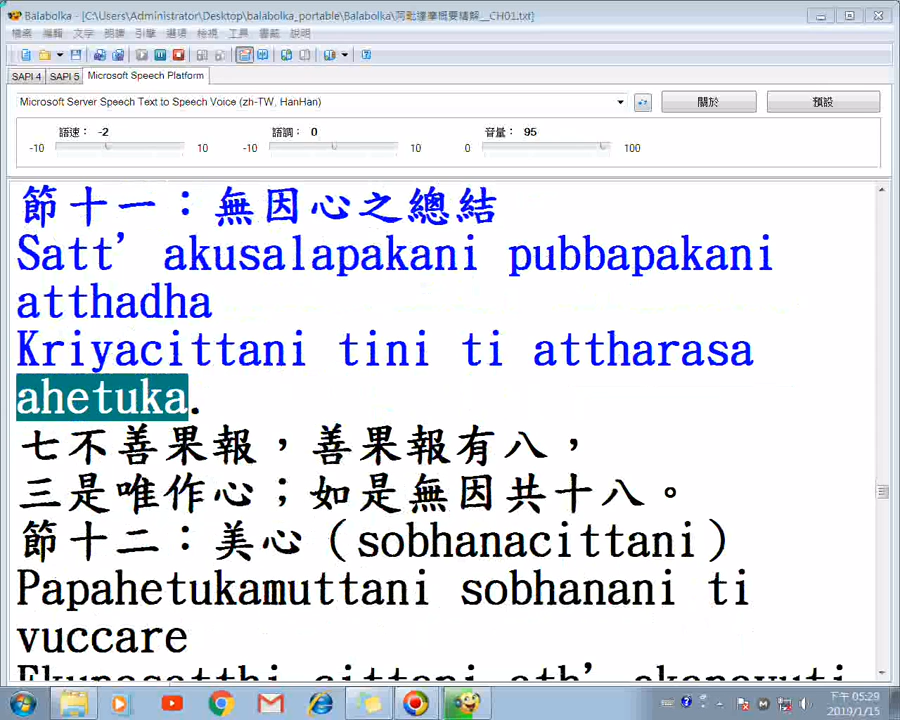 Balabolka - [C:\Users\Administrator\Desktop\balabolka_portable\Balabolka\阿毗達摩概要精解__CH01.txt]
檔案 編輯 文字 朗讀 引擎 選項 檢視 工具 書籤 說明
SAPI 4 SAPI 5 Microsoft Speech Platform
Microsoft Server Speech Text to Speech Voice (zh-TW, HanHan) 關於 預設
語速： -2 語調： 0 音量： 95
-10 10 -10 10 0 100
節十一：無因心之總結
Satt' akusalapakani pubbapakani
atthadha
Kriyacittani tini ti attharasa
ahetuka.
七不善果報，善果報有八，
三是唯作心；如是無因共十八。
節十二：美心（sobhanacittani）
Papahetukamuttani sobhanani ti
vuccare
下午 05:29
2019/1/15